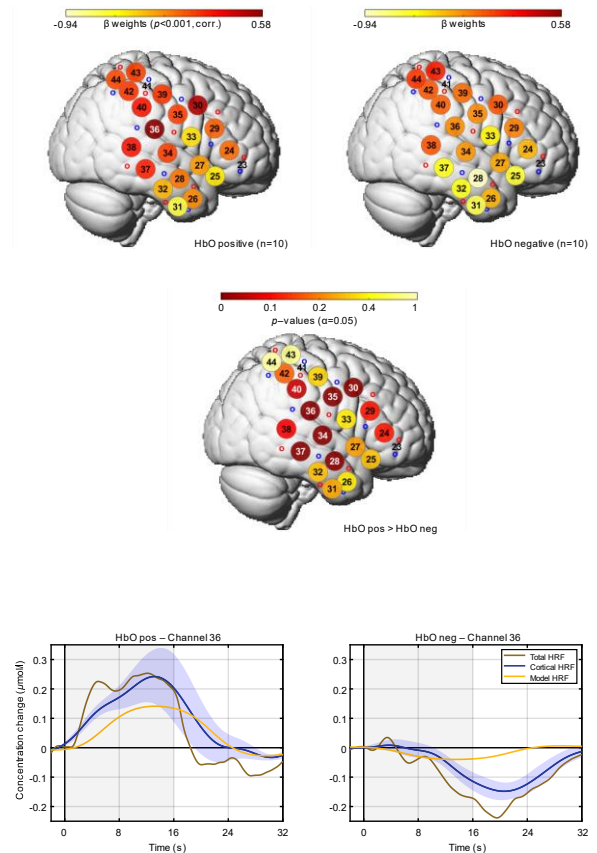 -0.94 0.58 -0.94 0.58
β weights (p<0.001, corr.) β weights
43
44 41
42 39
40 30
35
36 29
33
38 34 24
27 23
37 28 25
32
26
31
HbO positive (n=10)
43
44 41
42 39
40 30
35
36 29
33
38 34 24
27 23
37 28 25
32
26
31
HbO negative (n=10)
0 0.1 0.2 0.4 1
p–values (α=0.05)
43
44 41
42 39
40 30
35
36 29
33
38 34 24
27 23
37 28 25
32
26
31
HbO pos > HbO neg
HbO pos – Channel 36
Concentration change (μmol/l)
0.3
0.2
0.1
0
-0.1
-0.2
0 8 16 24 32
Time (s)
HbO neg – Channel 36
Total HRF
Cortical HRF
Model HRF
0.3
0.2
0.1
0
-0.1
-0.2
0 8 16 24 32
Time (s)